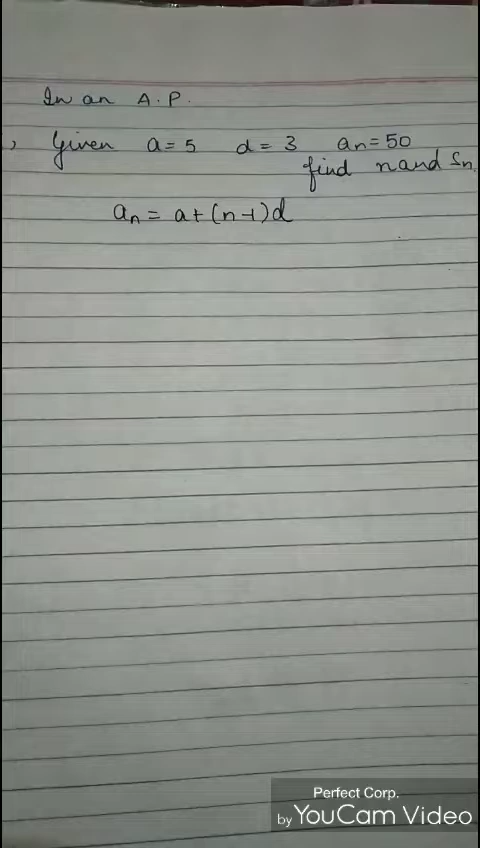 In an A.P.
, Given a = 5 d = 3 an = 50
find n and Sn
an = a + (n-1)d
Perfect Corp.
by YouCam Video